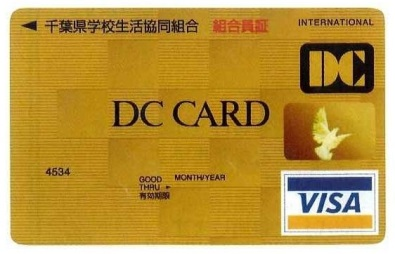 ◀ 千葉県学校生活協同組合 組合員証 INTERNATIONAL
DC
DC CARD
4534
GOOD THRU ▶ MONTH/YEAR
有効期限
VISA